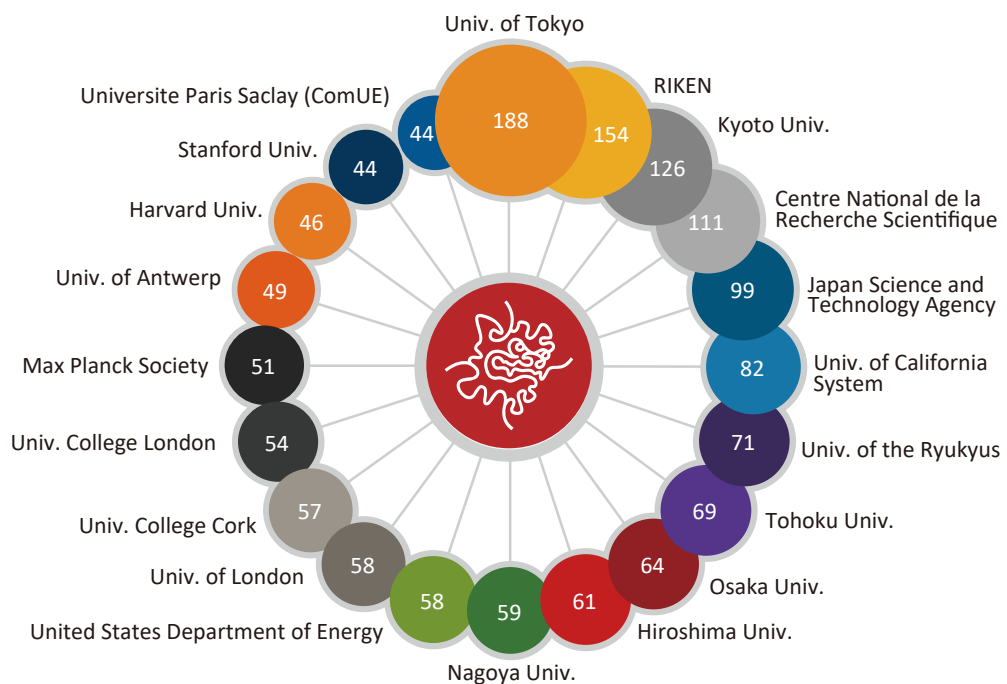 Univ. of Tokyo
188
RIKEN
154
Kyoto Univ.
126
Centre National de la
Recherche Scientifique
111
Japan Science and
Technology Agency
99
Univ. of California
System
82
Univ. of the Ryukyus
71
Tohoku Univ.
69
Osaka Univ.
64
Hiroshima Univ.
61
Nagoya Univ.
59
United States Department of Energy
58
Univ. of London
58
Univ. College Cork
57
Univ. College London
54
Max Planck Society
51
Univ. of Antwerp
49
Harvard Univ.
46
Stanford Univ.
44
Universite Paris Saclay (ComUE)
44